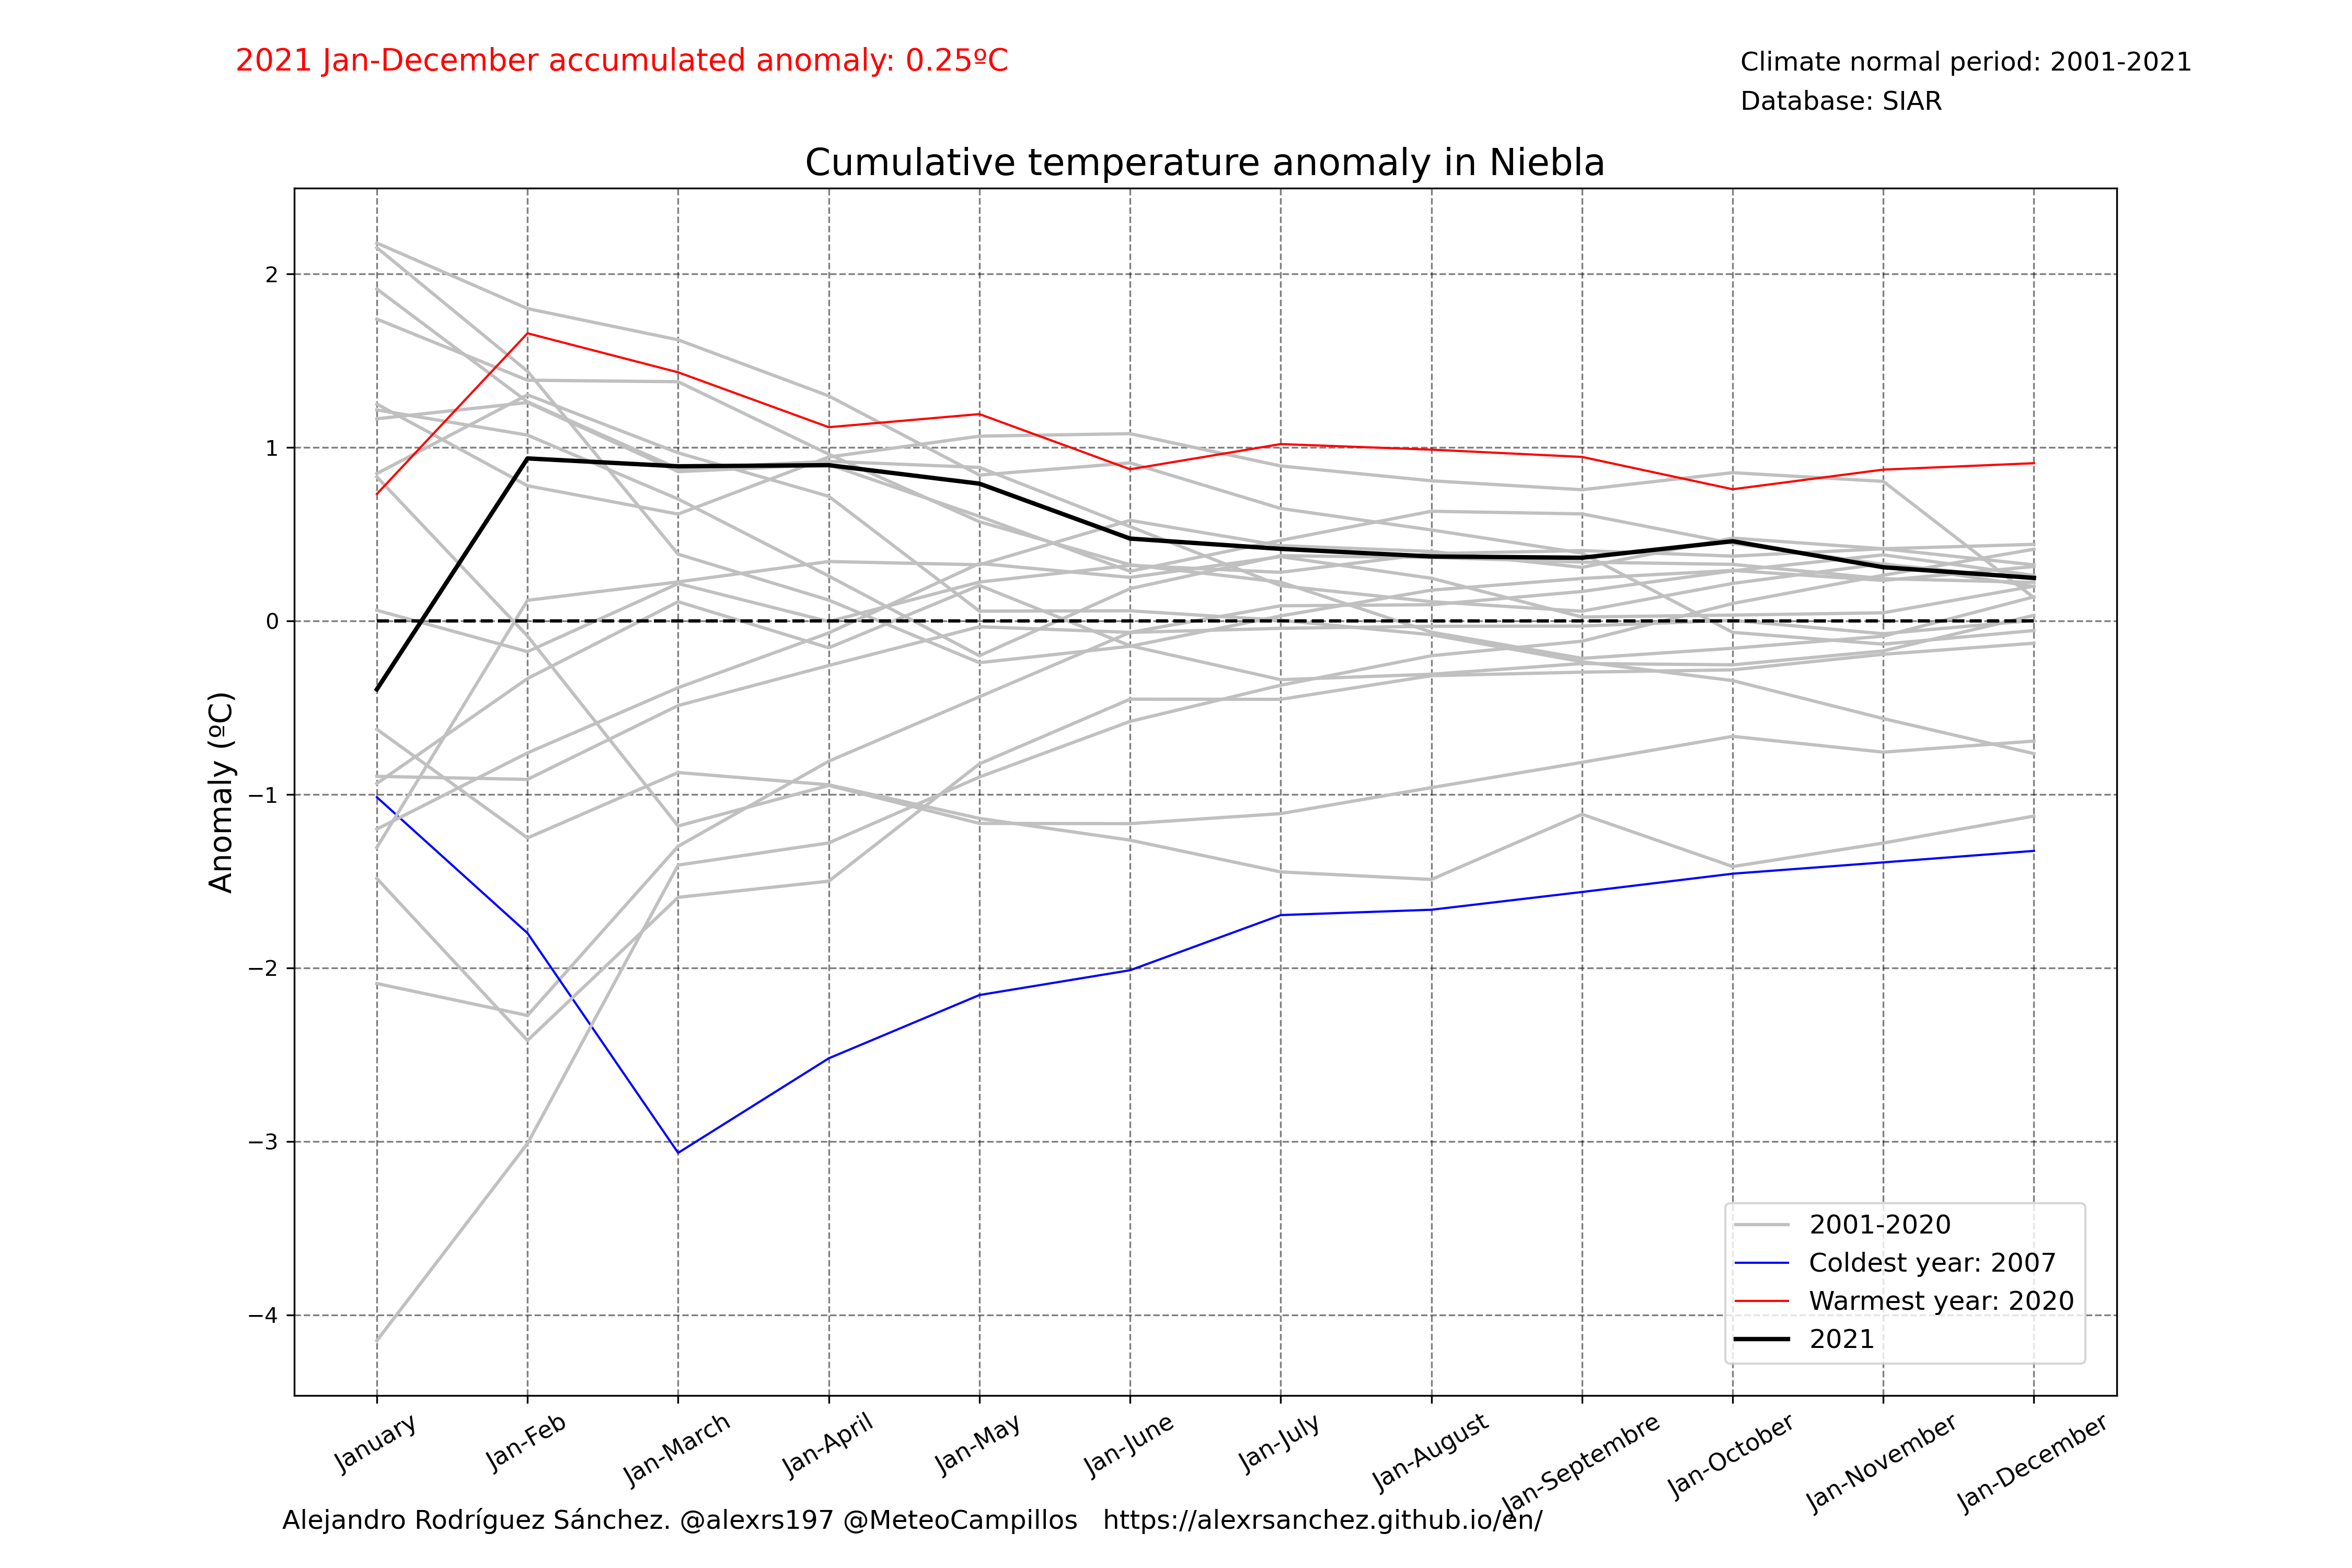 2021 Jan-December accumulated anomaly: 0.25ºC
Climate normal period: 2001-2021
Database: SIAR
Cumulative temperature anomaly in Niebla
Anomaly (ºC)
2
1
0
−1
−2
−3
−4
2001-2020
Coldest year: 2007
Warmest year: 2020
2021
January
Jan-Feb
Jan-March
Jan-April
Jan-May
Jan-June
Jan-July
Jan-August
Jan-Septembre
Jan-October
Jan-November
Jan-December
Alejandro Rodríguez Sánchez. @alexrs197 @MeteoCampillos https://alexrsanchez.github.io/en/